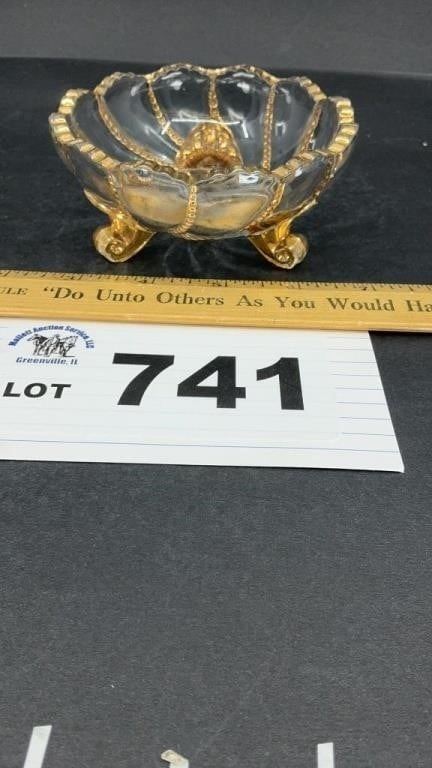 ULE "Do Unto Others As You Would Ha
Mallett Auction Service LLC
Greenville, IL
LOT 741